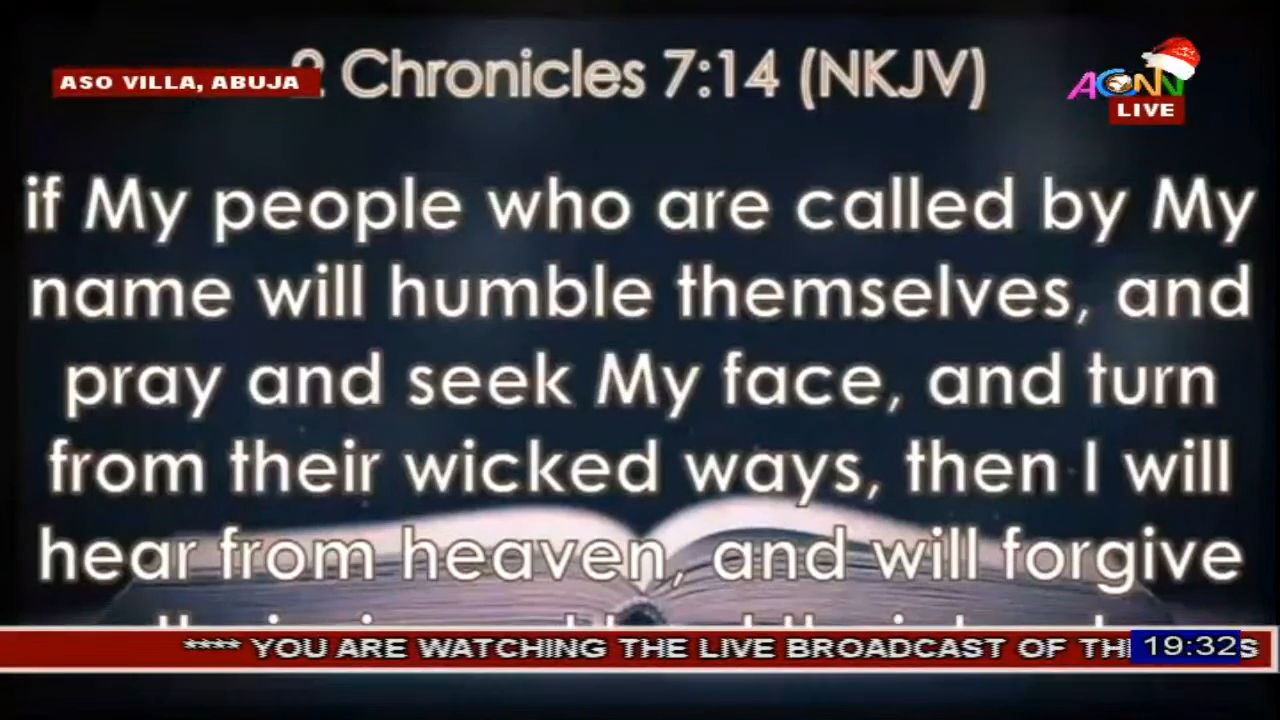 ASO VILLA, ABUJA
2 Chronicles 7:14 (NKJV)
ACNN
LIVE
if My people who are called by My
name will humble themselves, and
pray and seek My face, and turn
from their wicked ways, then I will
hear from heaven, and will forgive
**** YOU ARE WATCHING THE LIVE BROADCAST OF
19:32